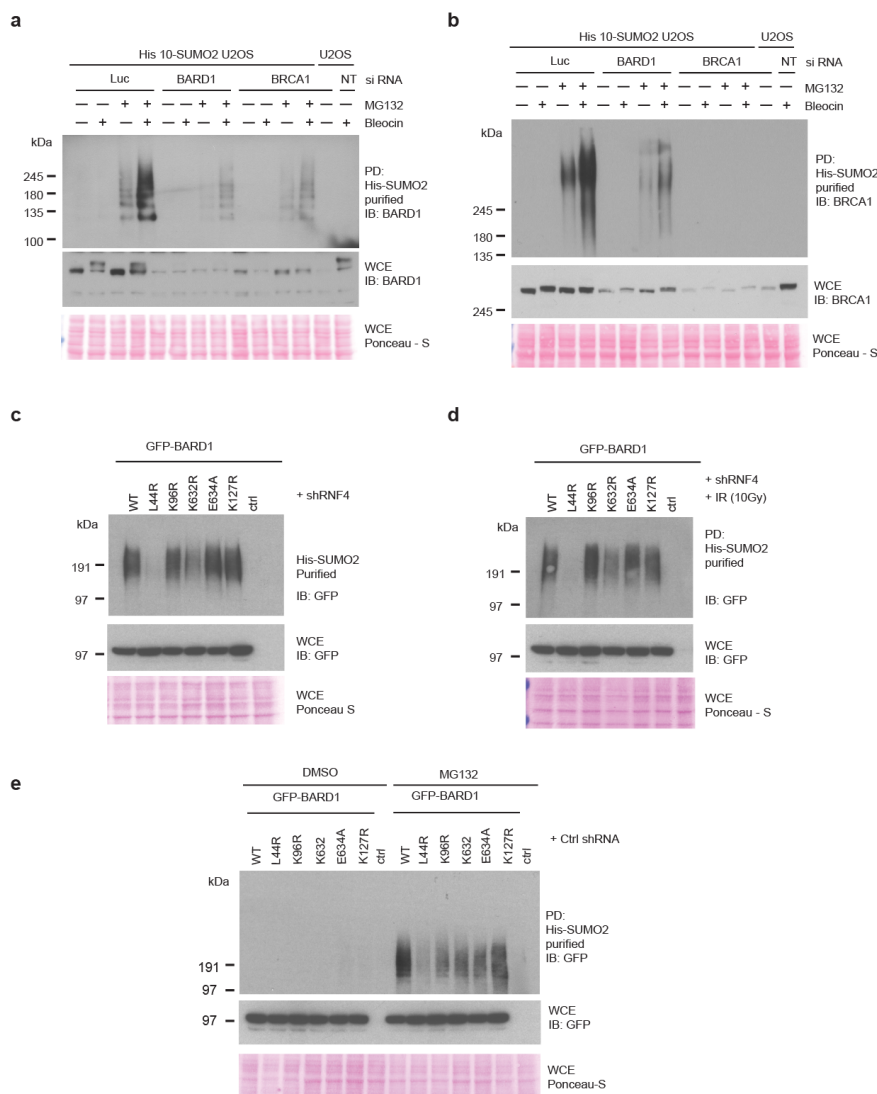 a
His 10-SUMO2 U2OS U2OS
Luc BARD1 BRCA1 NT si RNA
— — + + — — + + — — + + — — MG132
— + — + — + — + — + — + — + Bleocin
kDa
245
180
135
100
PD:
His-SUMO2
purified
IB: BARD1
WCE
IB: BARD1
WCE
Ponceau - S
b
His 10-SUMO2 U2OS U2OS
Luc BARD1 BRCA1 NT si RNA
— — + + — — + + — — + + — — MG132
— + — + — + — + — + — + — + Bleocin
kDa
245
180
135
PD:
His-SUMO2
purified
IB: BRCA1
245
WCE
IB: BRCA1
WCE
Ponceau - S
c
GFP-BARD1
WT L44R K96R K632R E634A K127R ctrl
+ shRNF4
kDa
191
97
His-SUMO2
Purified
IB: GFP
97
WCE
IB: GFP
WCE
Ponceau S
d
GFP-BARD1
WT L44R K96R K632R E634A K127R ctrl
+ shRNF4
+ IR (10Gy)
kDa
191
97
PD:
His-SUMO2
purified
IB: GFP
97
WCE
IB: GFP
WCE
Ponceau - S
e
DMSO MG132
GFP-BARD1 GFP-BARD1
WT L44R K96R K632 E634A K127R ctrl WT L44R K96R K632 E634A K127R ctrl
+ Ctrl shRNA
kDa
191
97
PD:
His-SUMO2
purified
IB: GFP
97
WCE
IB: GFP
WCE
Ponceau-S